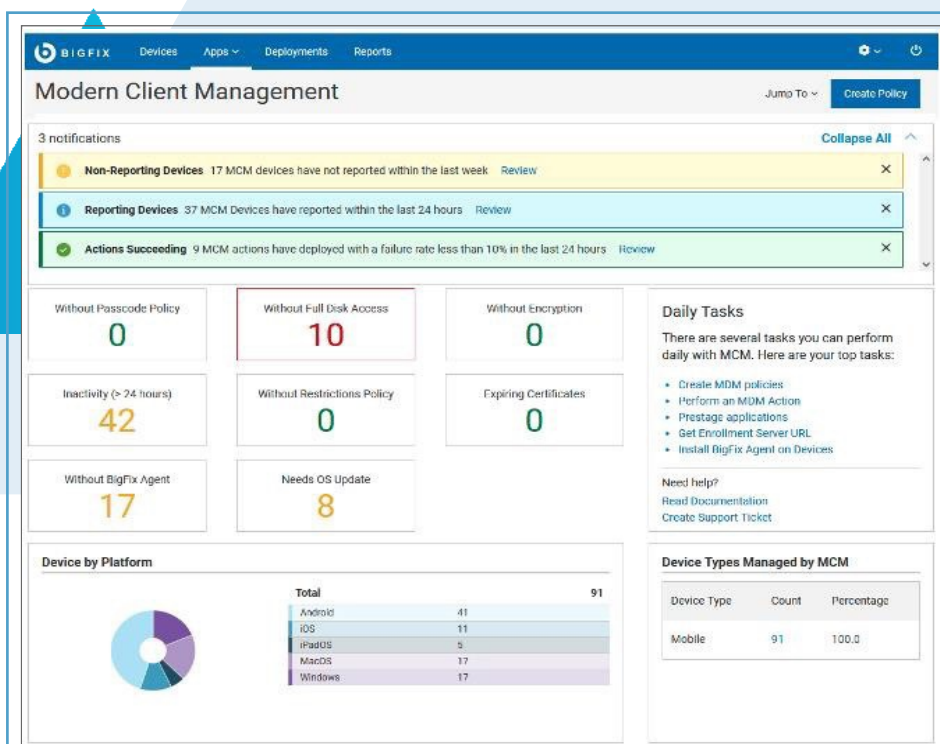 BIGFIX Devices Apps Deployments Reports
Modern Client Management
Jump To
Create Policy
3 notifications
Collapse All
Non-Reporting Devices 17 MCM devices have not reported within the last week Review
Reporting Devices 37 MCM Devices have reported within the last 24 hours Review
Actions Succeeding 9 MCM actions have deployed with a failure rate less than 10% in the last 24 hours Review
Without Passcode Policy
0
Without Full Disk Access
10
Without Encryption
0
Inactivity (> 24 hours)
42
Without Restrictions Policy
0
Expiring Certificates
0
Without BigFix Agent
17
Needs OS Update
8
Daily Tasks
There are several tasks you can perform
daily with MCM. Here are your top tasks:
• Create MDM policies
• Perform an MDM Action
• Prestage applications
• Get Enrollment Server URL
• Install BigFix Agent on Devices
Need help?
Read Documentation
Create Support Ticket
Device by Platform
Total 91
Android 41
iOS 11
iPadOS 5
MacOS 17
Windows 17
Device Types Managed by MCM
Device Type Count Percentage
Mobile 91 100.0